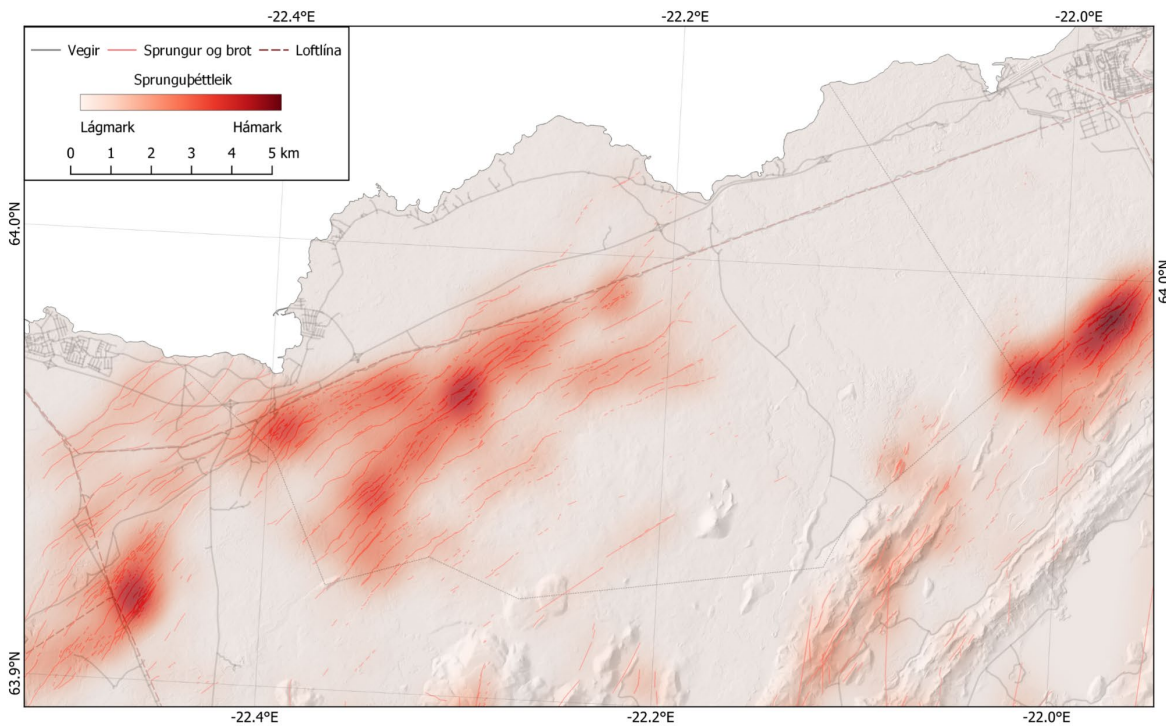 -22.4°E -22.2°E -22.0°E
Vegir Sprungur og brot Loftlína
Sprunguþéttleik
Lágmark Hámark
0 1 2 3 4 5 km
64.0°N
64.0°N
63.9°N
-22.4°E -22.2°E -22.0°E